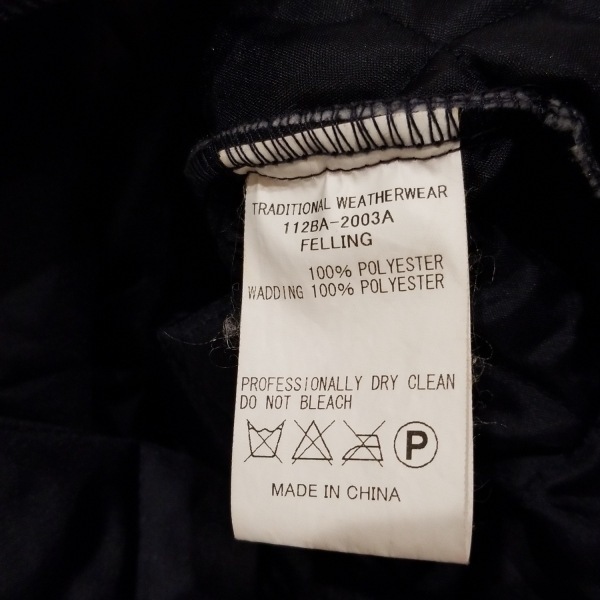 TRADITIONAL WEATHERWEAR
112BA-2003A
FELLING
100% POLYESTER
WADDING 100% POLYESTER
PROFESSIONALLY DRY CLEAN
DO NOT BLEACH
P
MADE IN CHINA